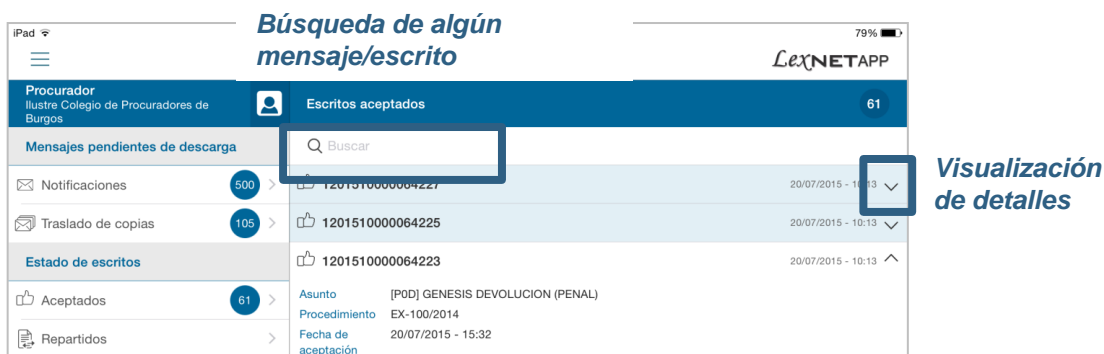 Búsqueda de algún
mensaje/escrito
iPad
79%
LexNETAPP
Procurador
Ilustre Colegio de Procuradores de
Burgos
Escritos aceptados
61
Mensajes pendientes de descarga
Buscar
Notificaciones
500
1201510000064227
20/07/2015 - 10:13
Visualización
de detalles
Traslado de copias
105
1201510000064225
20/07/2015 - 10:13
Estado de escritos
1201510000064223
20/07/2015 - 10:13
Aceptados
61
Asunto [P0D] GENESIS DEVOLUCION (PENAL)
Procedimiento EX-100/2014
Repartidos
Fecha de 20/07/2015 - 15:32
aceptación